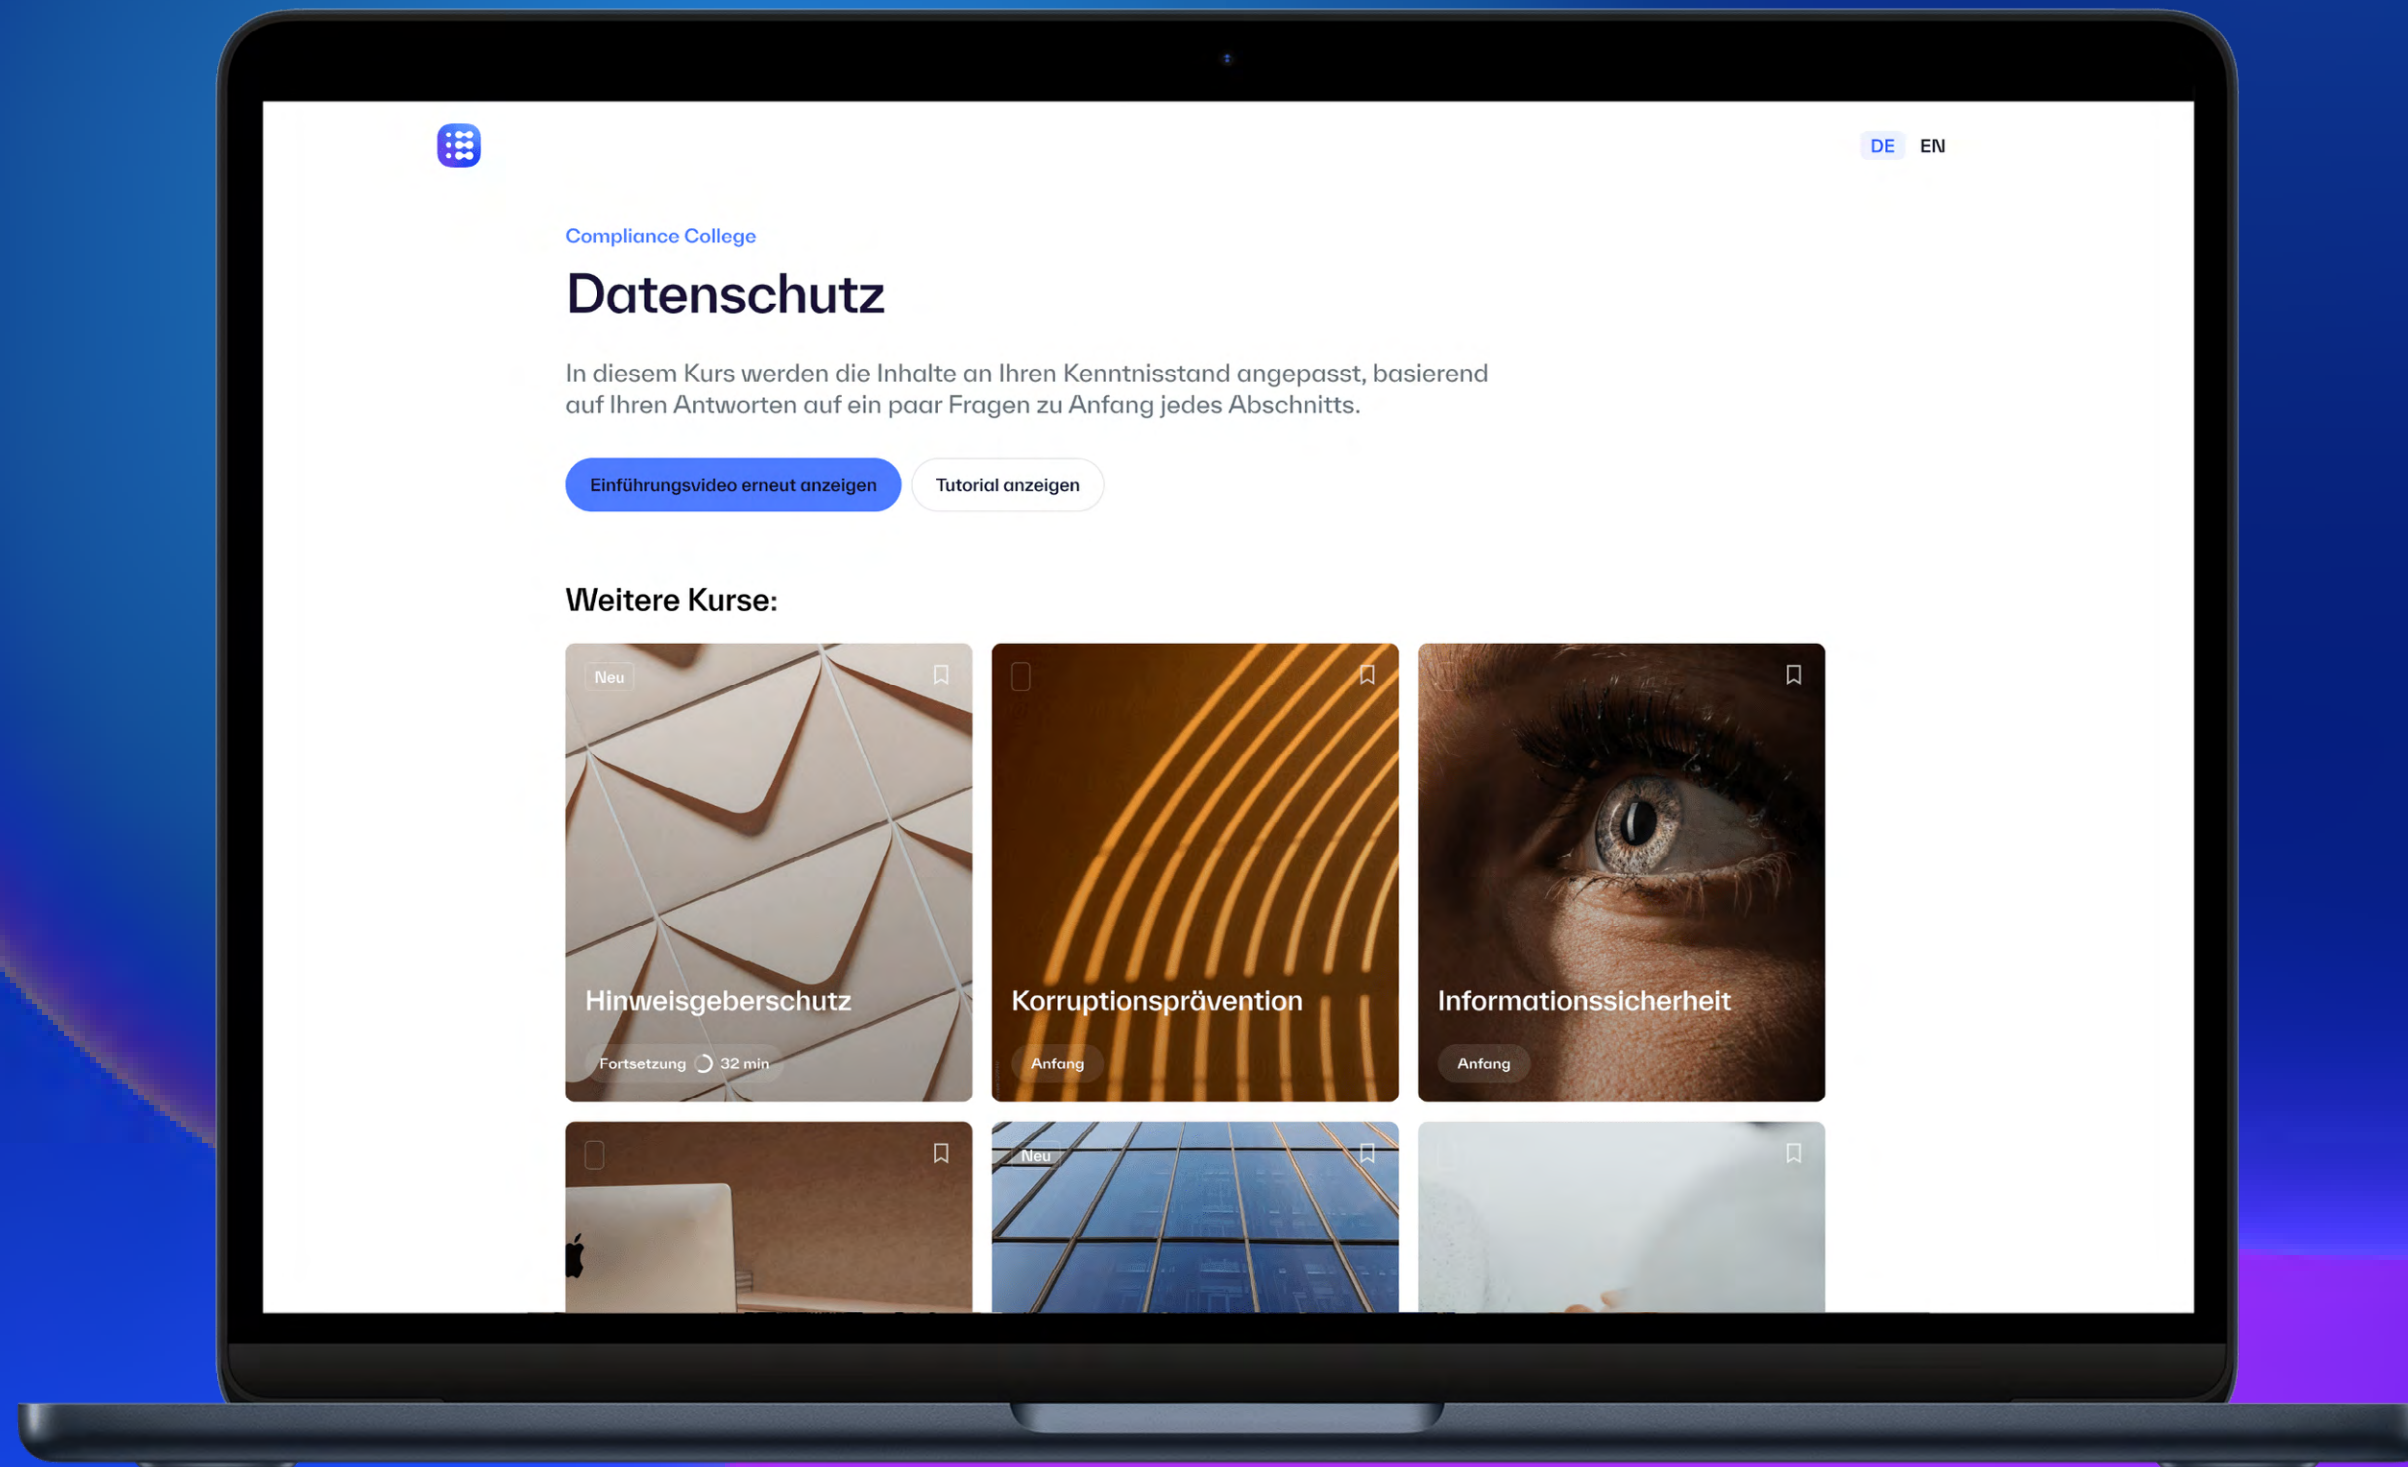 DE EN
Compliance College
Datenschutz
In diesem Kurs werden die Inhalte an Ihren Kenntnisstand angepasst, basierend
auf Ihren Antworten auf ein paar Fragen zu Anfang jedes Abschnitts.
Einführungsvideo erneut anzeigen
Tutorial anzeigen
Weitere Kurse:
Neu
Hinweisgeberschutz
Fortsetzung 32 min
Korruptionsprävention
Anfang
Informationssicherheit
Anfang
Neu